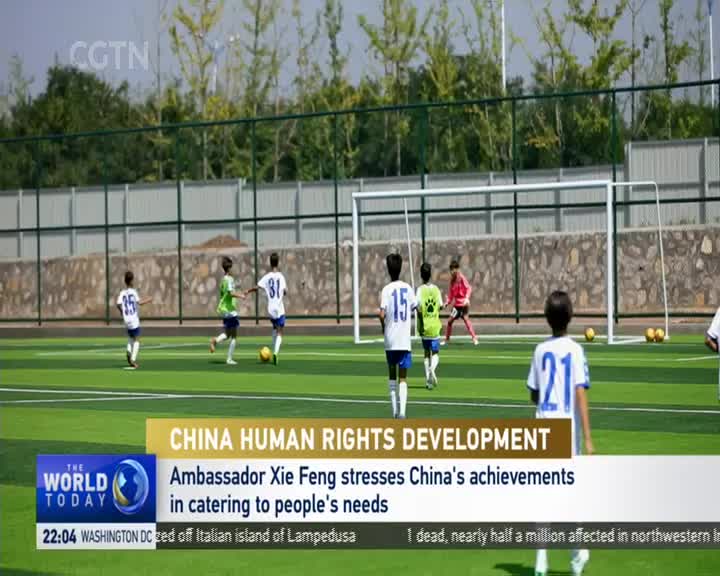 CGTN
35
31
15
21
CHINA HUMAN RIGHTS DEVELOPMENT
THE WORLD TODAY
Ambassador Xie Feng stresses China's achievements
in catering to people's needs
22:04 WASHINGTON DC
off Italian island of Lampedusa 1 dead, nearly half a million affected in northwestern